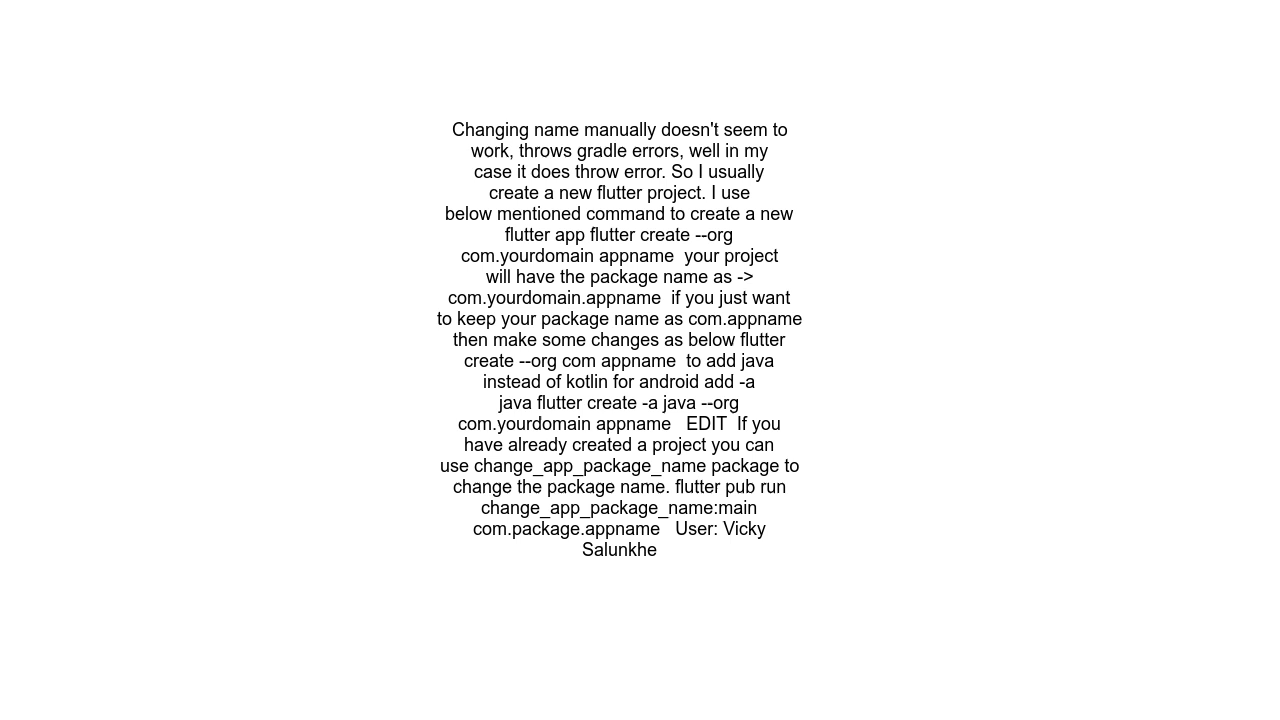 Changing name manually doesn't seem to
work, throws gradle errors, well in my
case it does throw error. So I usually
create a new flutter project. I use
below mentioned command to create a new
flutter app flutter create --org
com.yourdomain appname  your project
will have the package name as ->
com.yourdomain.appname  if you just want
to keep your package name as com.appname
then make some changes as below flutter
create --org com appname  to add java
instead of kotlin for android add -a
java flutter create -a java --org
com.yourdomain appname   EDIT  If you
have already created a project you can
use change_app_package_name package to
change the package name. flutter pub run
change_app_package_name:main
com.package.appname   User: Vicky
Salunkhe